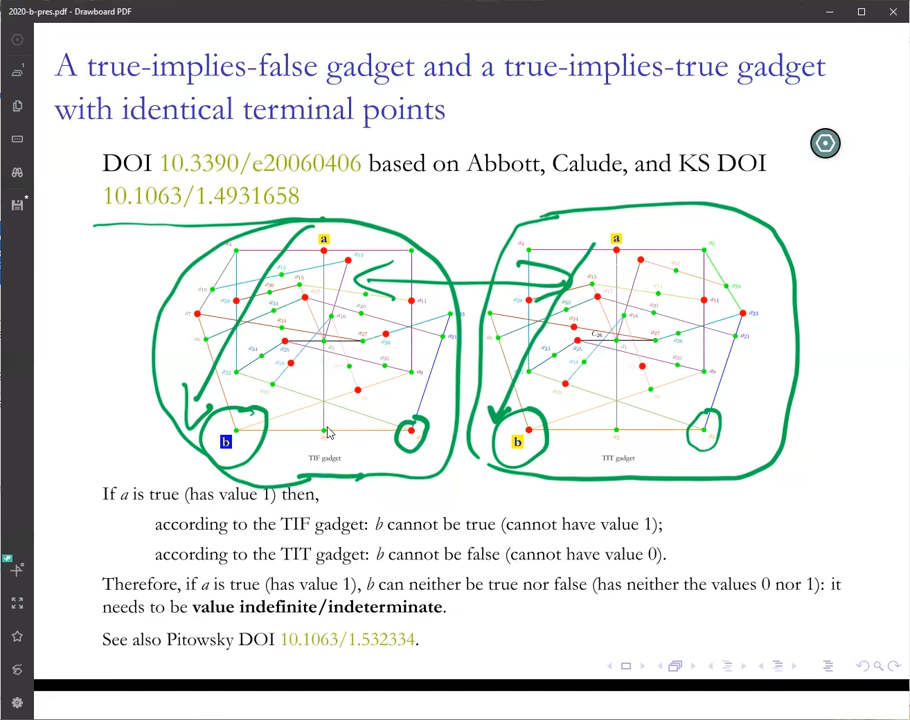 2020-b-pres.pdf - Drawboard PDF
A true-implies-false gadget and a true-implies-true gadget
with identical terminal points
DOI 10.3390/e20060406 based on Abbott, Calude, and KS DOI
10.1063/1.4931658
a
a
b
b
TIF gadget
TIT gadget
If a is true (has value 1) then,
according to the TIF gadget: b cannot be true (cannot have value 1);
according to the TIT gadget: b cannot be false (cannot have value 0).
Therefore, if a is true (has value 1), b can neither be true nor false (has neither the values 0 nor 1): it
needs to be value indefinite/indeterminate.
See also Pitowsky DOI 10.1063/1.532334.